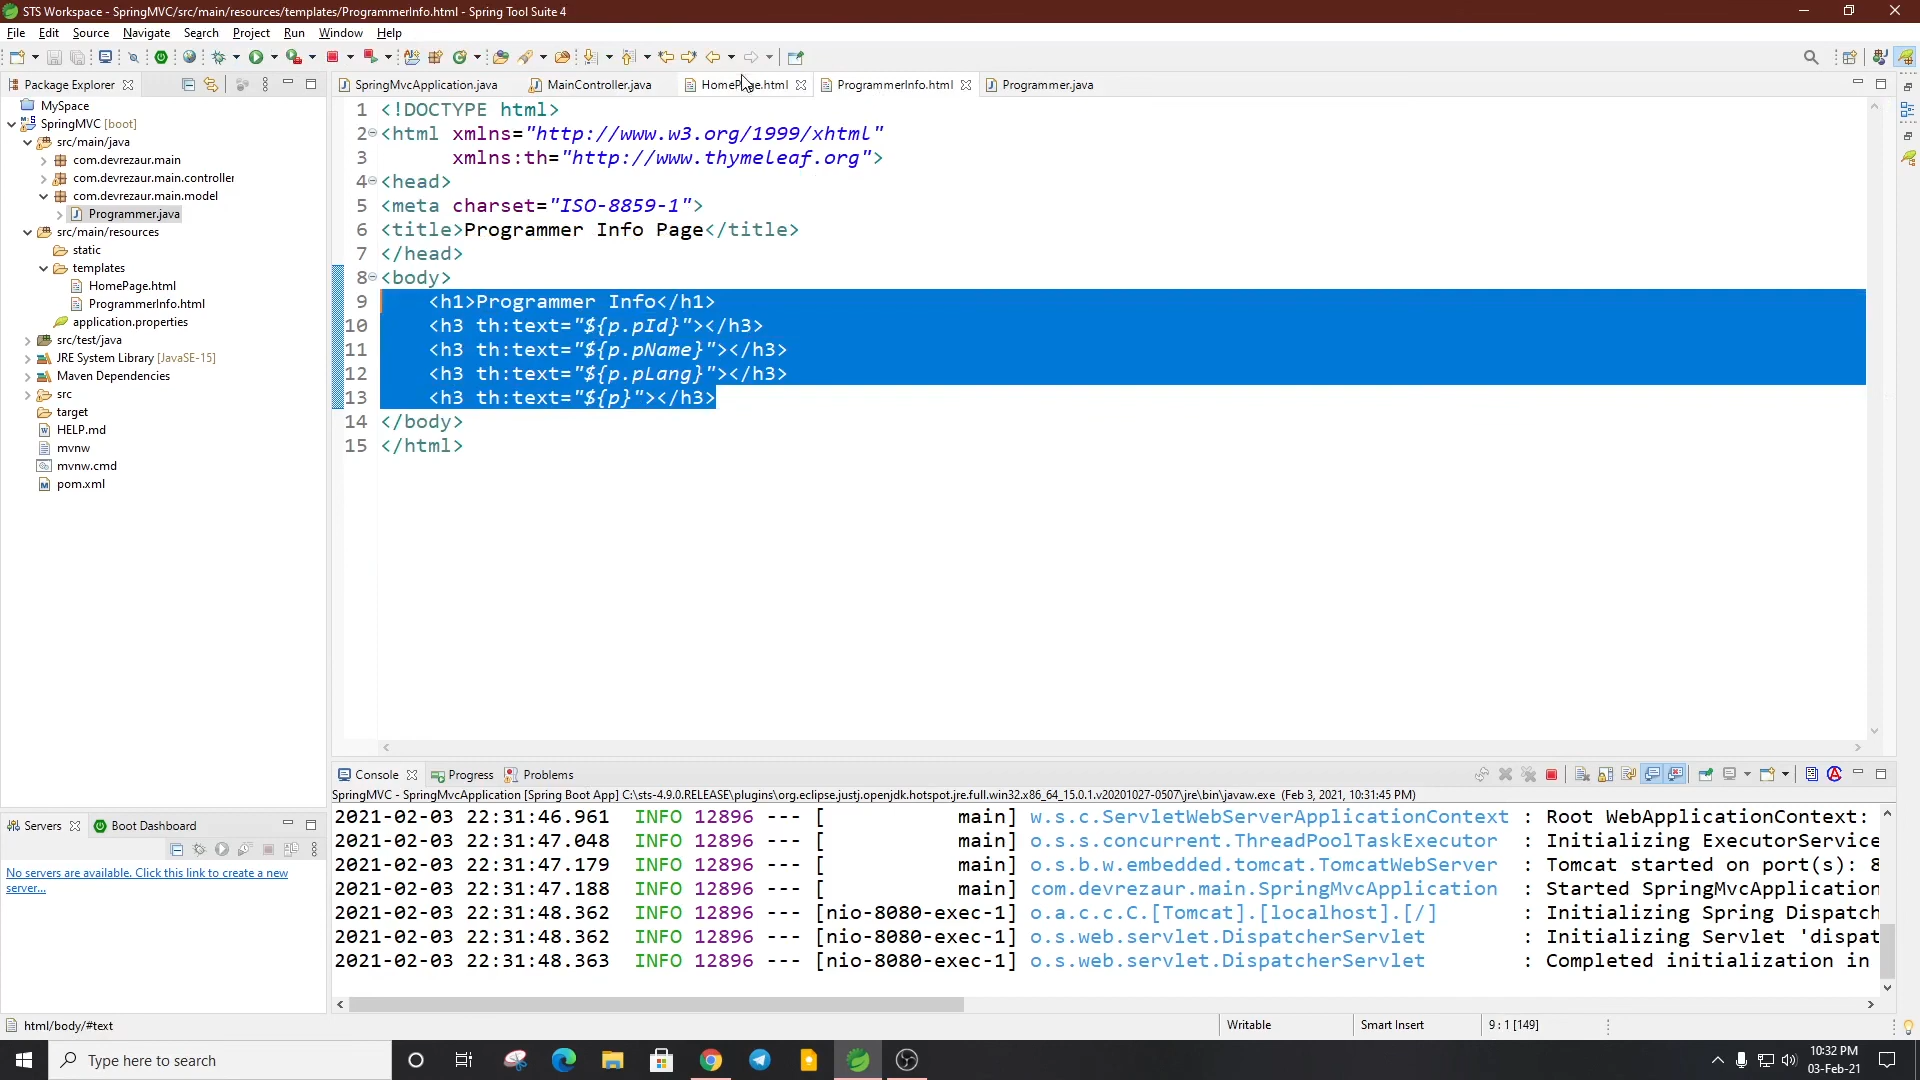 STS Workspace - SpringMVC/src/main/resources/templates/ProgrammerInfo.html - Spring Tool Suite 4
File Edit Source Navigate Search Project Run Window Help
Package Explorer
SpringMvcApplication.java MainController.java HomePage.html ProgrammerInfo.html Programmer.java
MySpace
SpringMVC [boot]
src/main/java
com.devrezaur.main
com.devrezaur.main.controller
com.devrezaur.main.model
Programmer.java
src/main/resources
static
templates
HomePage.html
ProgrammerInfo.html
application.properties
src/test/java
JRE System Library [JavaSE-15]
Maven Dependencies
src
target
HELP.md
mvnw
mvnw.cmd
pom.xml
1 <!DOCTYPE html>
2 <html xmlns="http://www.w3.org/1999/xhtml"
3 xmlns:th="http://www.thymeleaf.org">
4 <head>
5 <meta charset="ISO-8859-1">
6 <title>Programmer Info Page</title>
7 </head>
8 <body>
9 <h1>Programmer Info</h1>
10 <h3 th:text="${p.pId}"></h3>
11 <h3 th:text="${p.pName}"></h3>
12 <h3 th:text="${p.pLang}"></h3>
13 <h3 th:text="${p}"></h3>
14 </body>
15 </html>
Servers Boot Dashboard
No servers are available. Click this link to create a new
server...
Console Progress Problems
SpringMVC - SpringMvcApplication [Spring Boot App] C:\sts-4.9.0.RELEASE\plugins\org.eclipse.justj.openjdk.hotspot.jre.full.win32.x86_64_15.0.1.v20201027-0507\jre\bin\javaw.exe (Feb 3, 2021, 10:31:45 PM)
2021-02-03 22:31:46.961 INFO 12896 --- [ main] w.s.c.ServletWebServerApplicationContext : Root WebApplicationContext:
2021-02-03 22:31:47.048 INFO 12896 --- [ main] o.s.s.concurrent.ThreadPoolTaskExecutor : Initializing ExecutorService
2021-02-03 22:31:47.179 INFO 12896 --- [ main] o.s.b.w.embedded.tomcat.TomcatWebServer : Tomcat started on port(s): 8
2021-02-03 22:31:47.188 INFO 12896 --- [ main] com.devrezaur.main.SpringMvcApplication : Started SpringMvcApplication
2021-02-03 22:31:48.362 INFO 12896 --- [nio-8080-exec-1] o.a.c.c.C.[Tomcat].[localhost].[/] : Initializing Spring Dispatch
2021-02-03 22:31:48.362 INFO 12896 --- [nio-8080-exec-1] o.s.web.servlet.DispatcherServlet : Initializing Servlet 'dispat
2021-02-03 22:31:48.363 INFO 12896 --- [nio-8080-exec-1] o.s.web.servlet.DispatcherServlet : Completed initialization in
html/body/#text Writable Smart Insert 9 : 1 [149]
Type here to search
10:32 PM
03-Feb-21